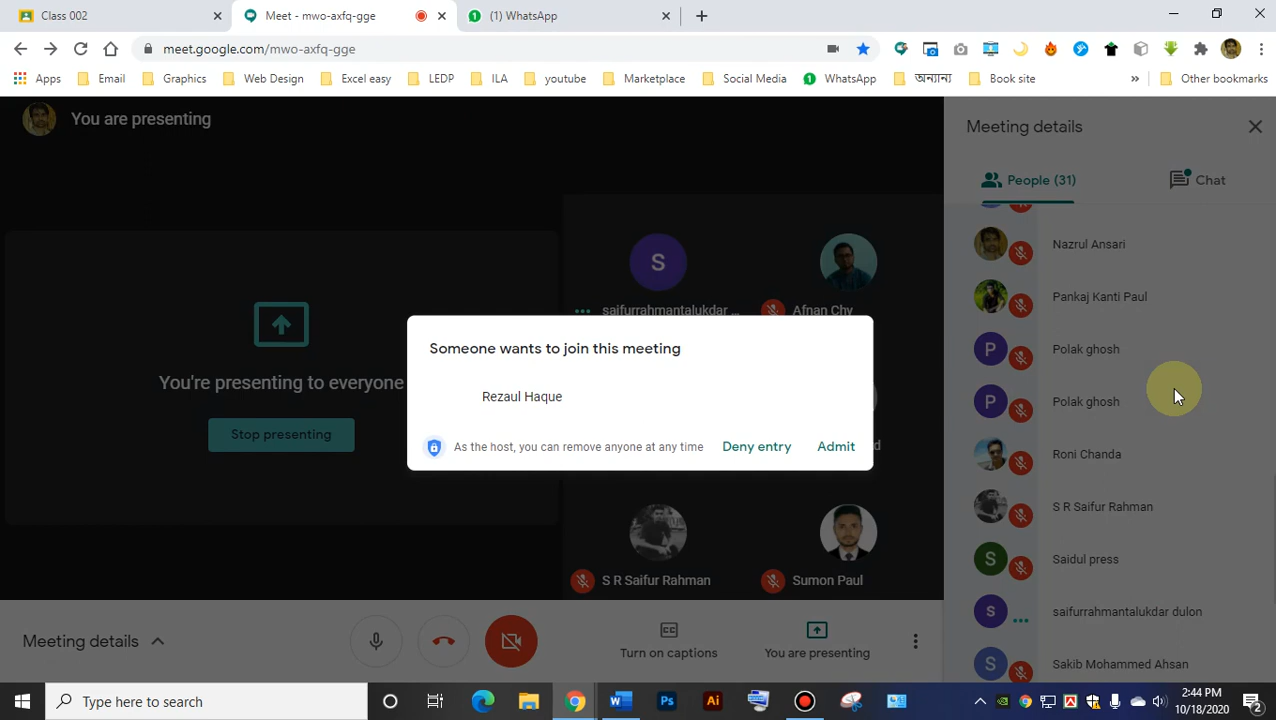 Class 002
Meet - mwo-axfq-gge
(1) WhatsApp
meet.google.com/mwo-axfq-gge
Apps Email Graphics Web Design Excel easy LEDP ILA youtube Marketplace Social Media WhatsApp অন্যান্য Book site » Other bookmarks
You are presenting
Meeting details
People (31)
Chat
Nazrul Ansari
Pankaj Kanti Paul
Polak ghosh
Polak ghosh
Roni Chanda
S R Saifur Rahman
Saidul press
saifurrahmantalukdar dulon
Sakib Mohammed Ahsan
P
P
S
S
S
saifurrahmantalukdar ...
Afnan Chy
You're presenting to everyone
Stop presenting
Someone wants to join this meeting
Rezaul Haque
As the host, you can remove anyone at any time
Deny entry
Admit
d
S R Saifur Rahman
Sumon Paul
Meeting details
Turn on captions
You are presenting
Type here to search
Ps
Ai
2:44 PM
10/18/2020
2